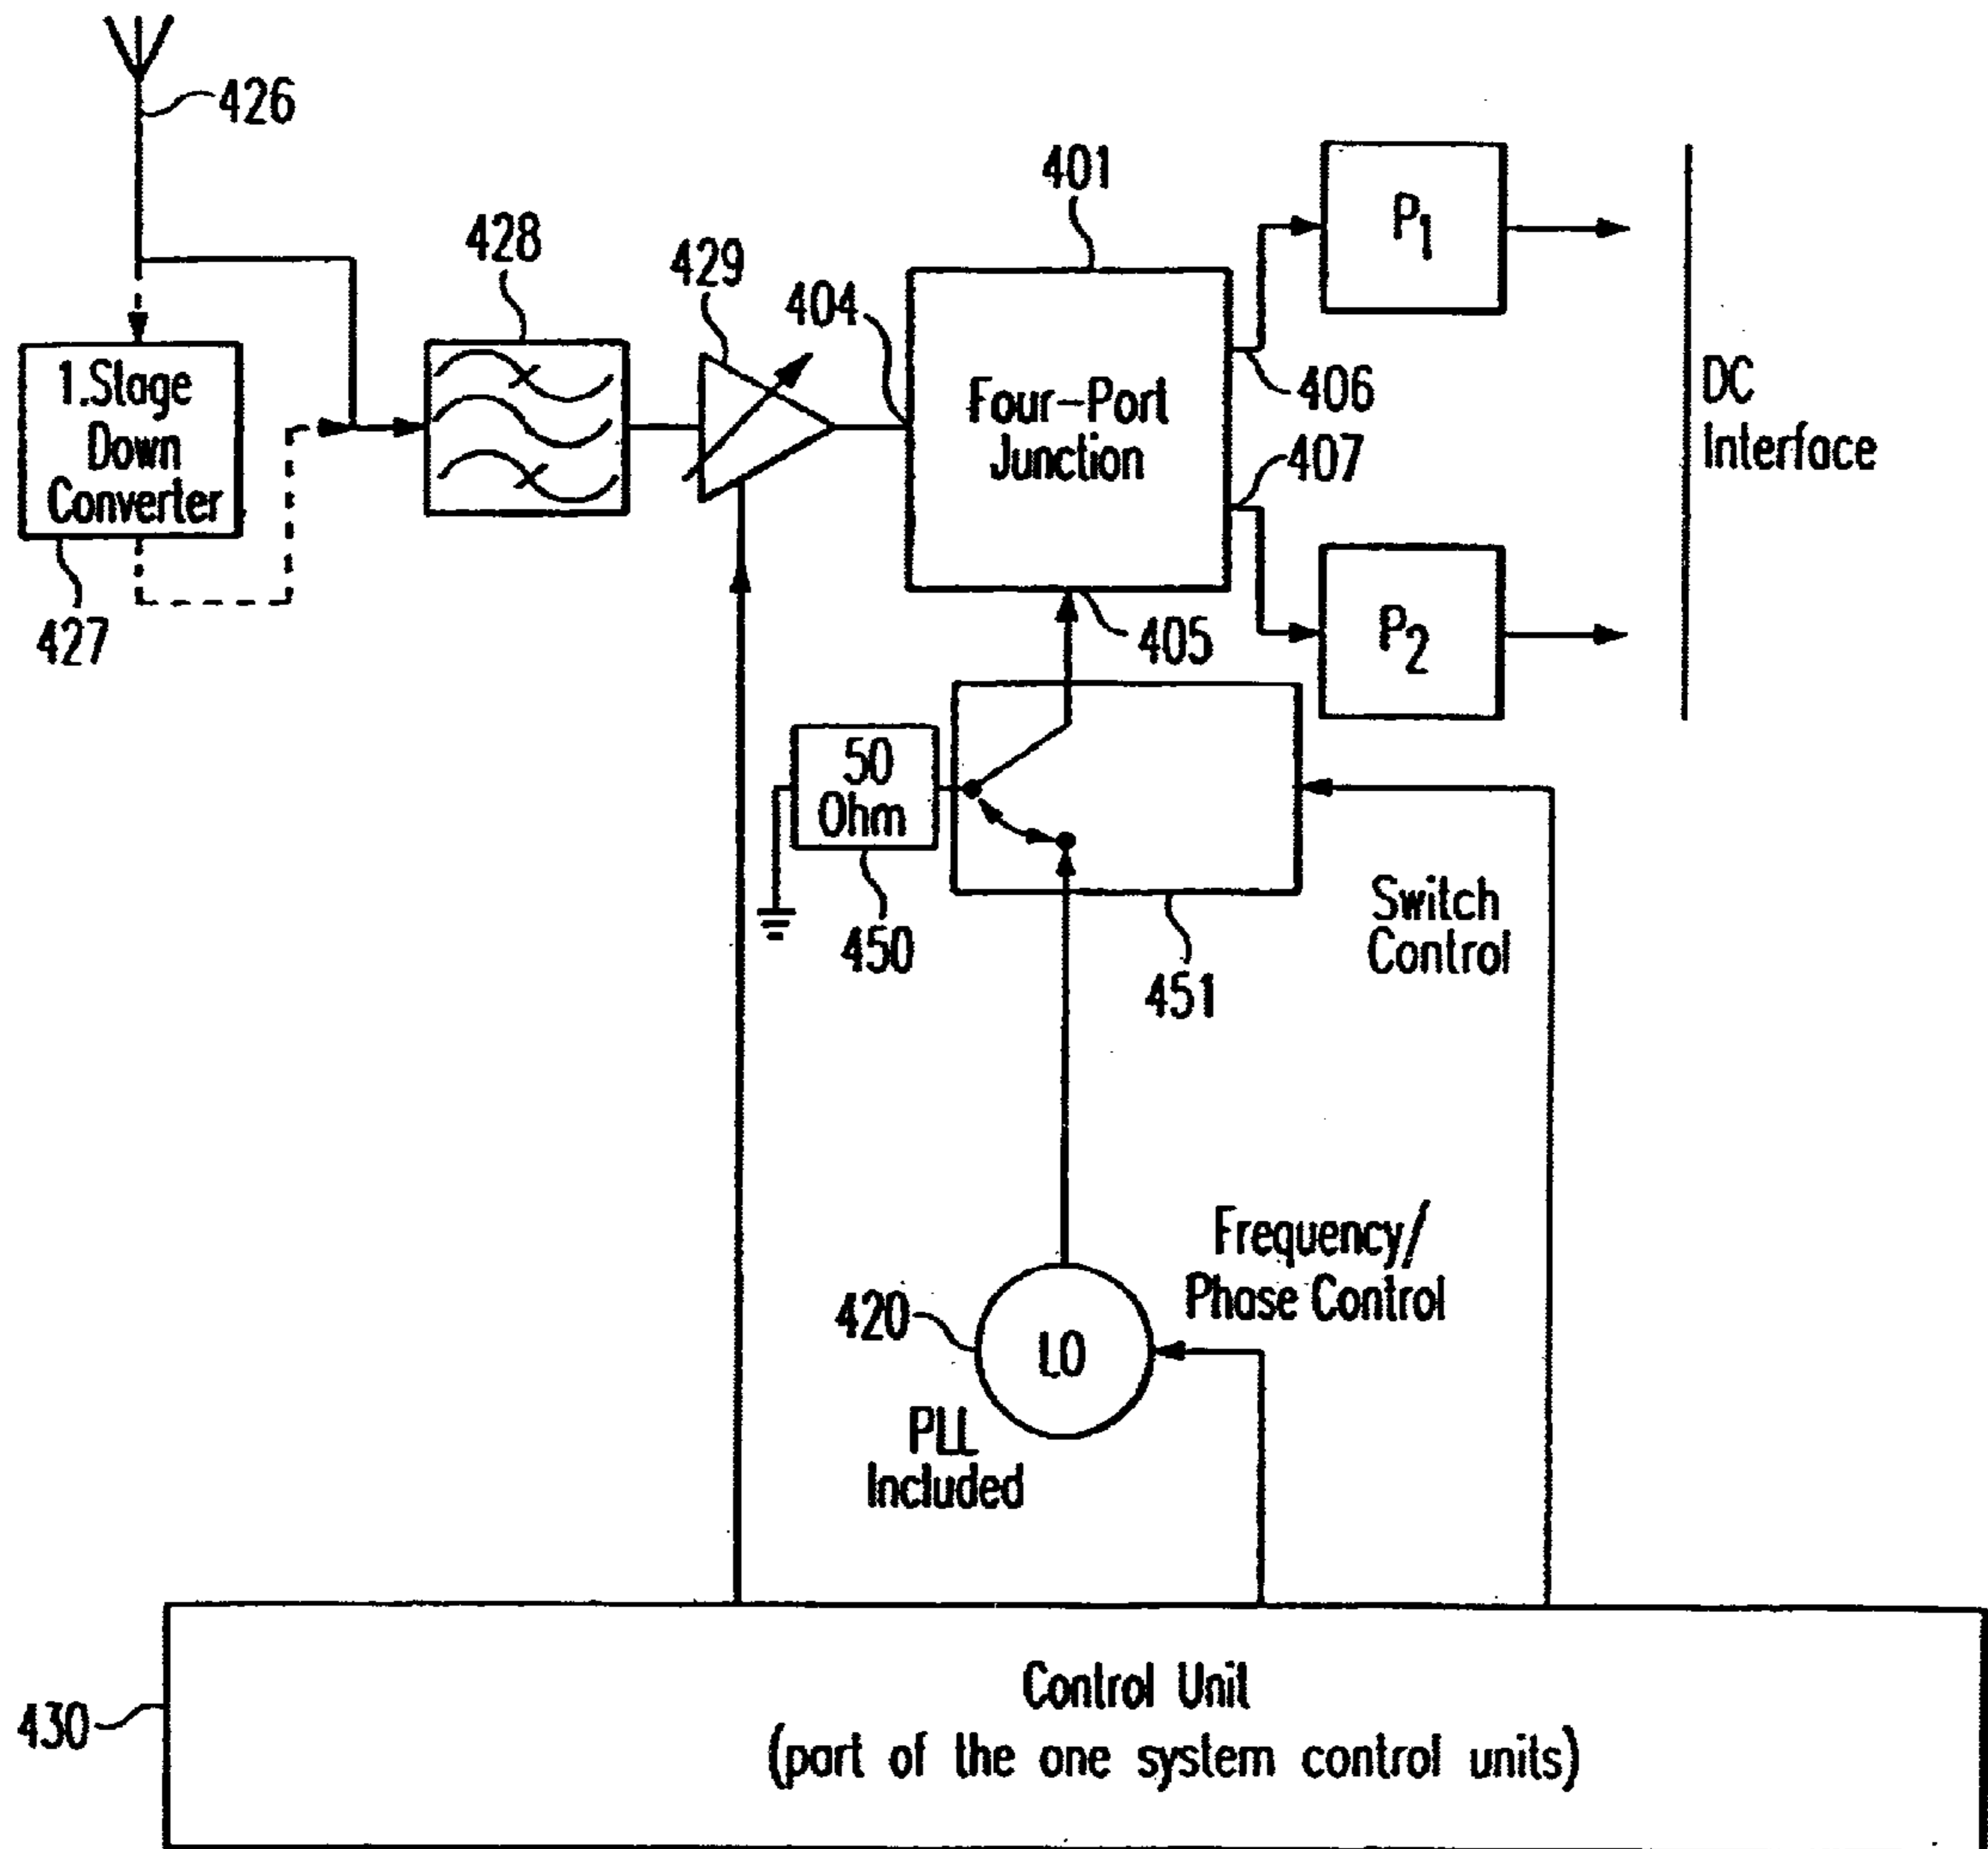 426
401
P1
428
429
404
1.Stage
Down
Converter
Four-Port
Junction
406
407
DC
Interface
427
405
P2
50
Ohm
450
451
Switch
Control
Frequency/
Phase Control
420
LO
PLL
Included
430
Control Unit
(part of the one system control units)